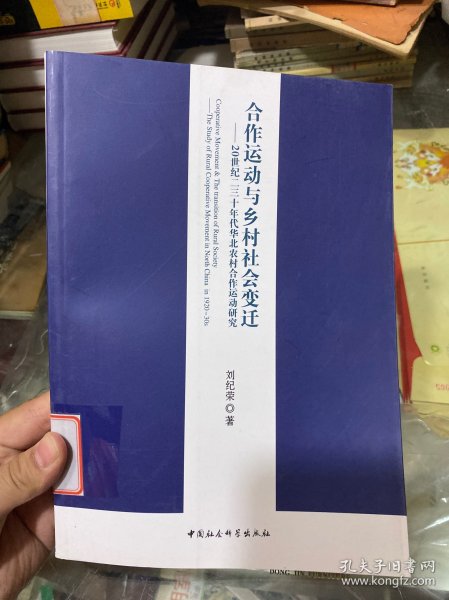 合作运动与乡村社会变迁
——20世纪二三十年代华北农村合作运动研究
Cooperative Movement & The transition of Rural Society
——The Study of Rural Cooperative Movement in North China in 1920-30s
刘纪荣◎著
中国社会科学出版社
孔夫子旧书网
kongfz.com